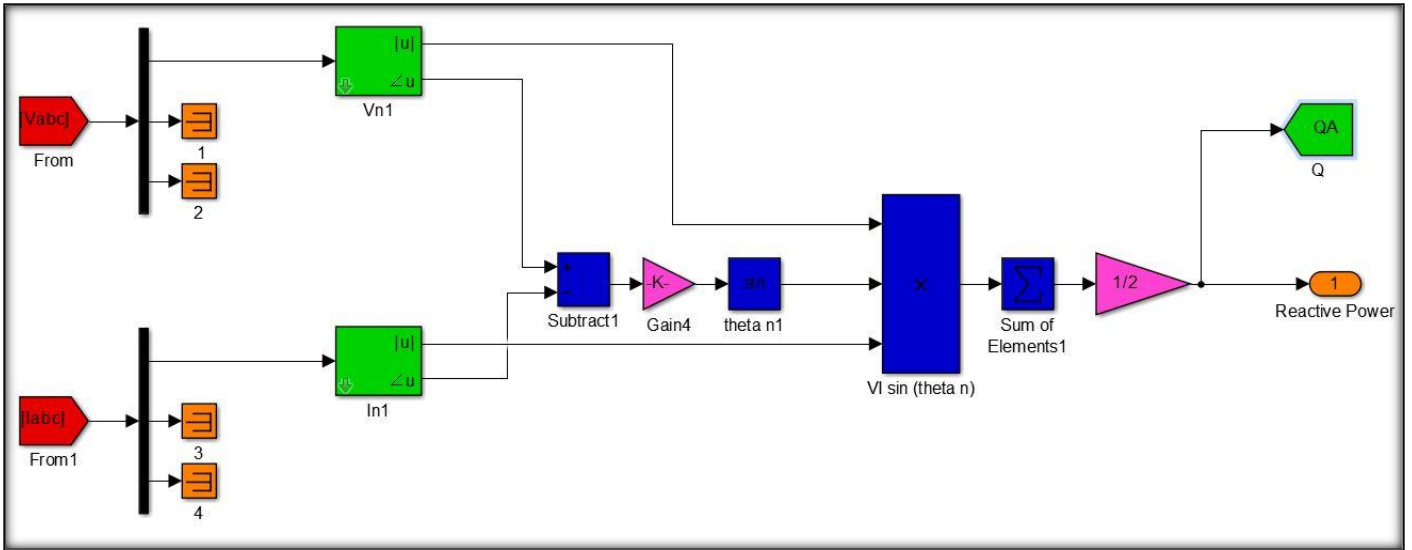 |u|
∠u
Vn1
[Vabc]
From
1
2
QA
Q
+
−
Subtract1
-K-
Gain4
sin
theta n1
×
VI sin (theta n)
∑
Sum of
Elements1
1/2
1
Reactive Power
|u|
∠u
In1
[Iabc]
From1
3
4